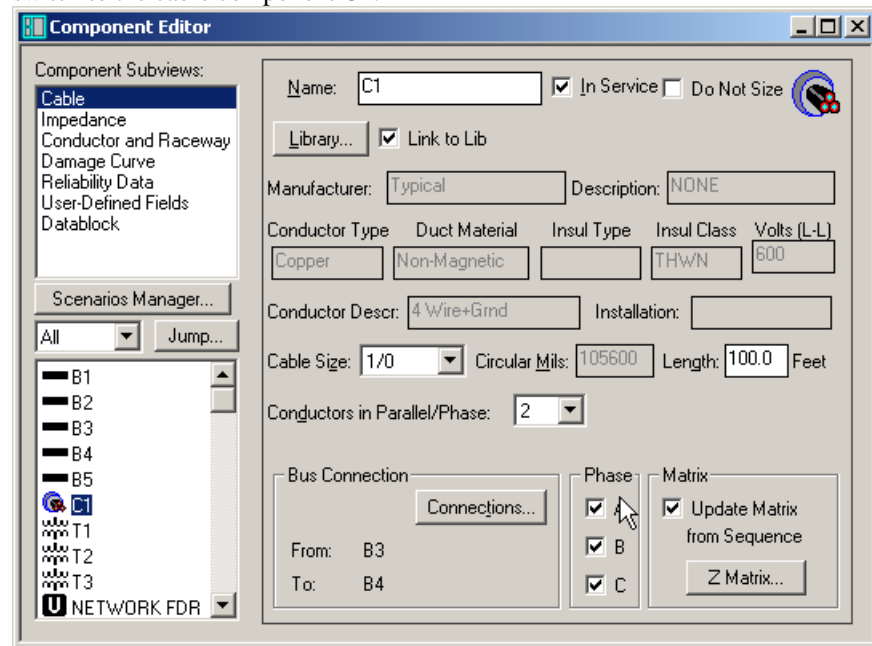 Component Editor
Component Subviews:
Cable
Impedance
Conductor and Raceway
Damage Curve
Reliability Data
User-Defined Fields
Datablock
Scenarios Manager...
All Jump...
B1
B2
B3
B4
B5
C1
T1
T2
T3
U NETWORK FDR
Name: C1 In Service Do Not Size
Library... Link to Lib
Manufacturer: Typical Description: NONE
Conductor Type Duct Material Insul Type Insul Class Volts (L-L)
Copper Non-Magnetic THWN 600
Conductor Descr: 4 Wire+Grnd Installation:
Cable Size: 1/0 Circular Mils: 105600 Length: 100.0 Feet
Conductors in Parallel/Phase: 2
Bus Connection
Connections...
From: B3
To: B4
Phase
A
B
C
Matrix
Update Matrix
from Sequence
Z Matrix...